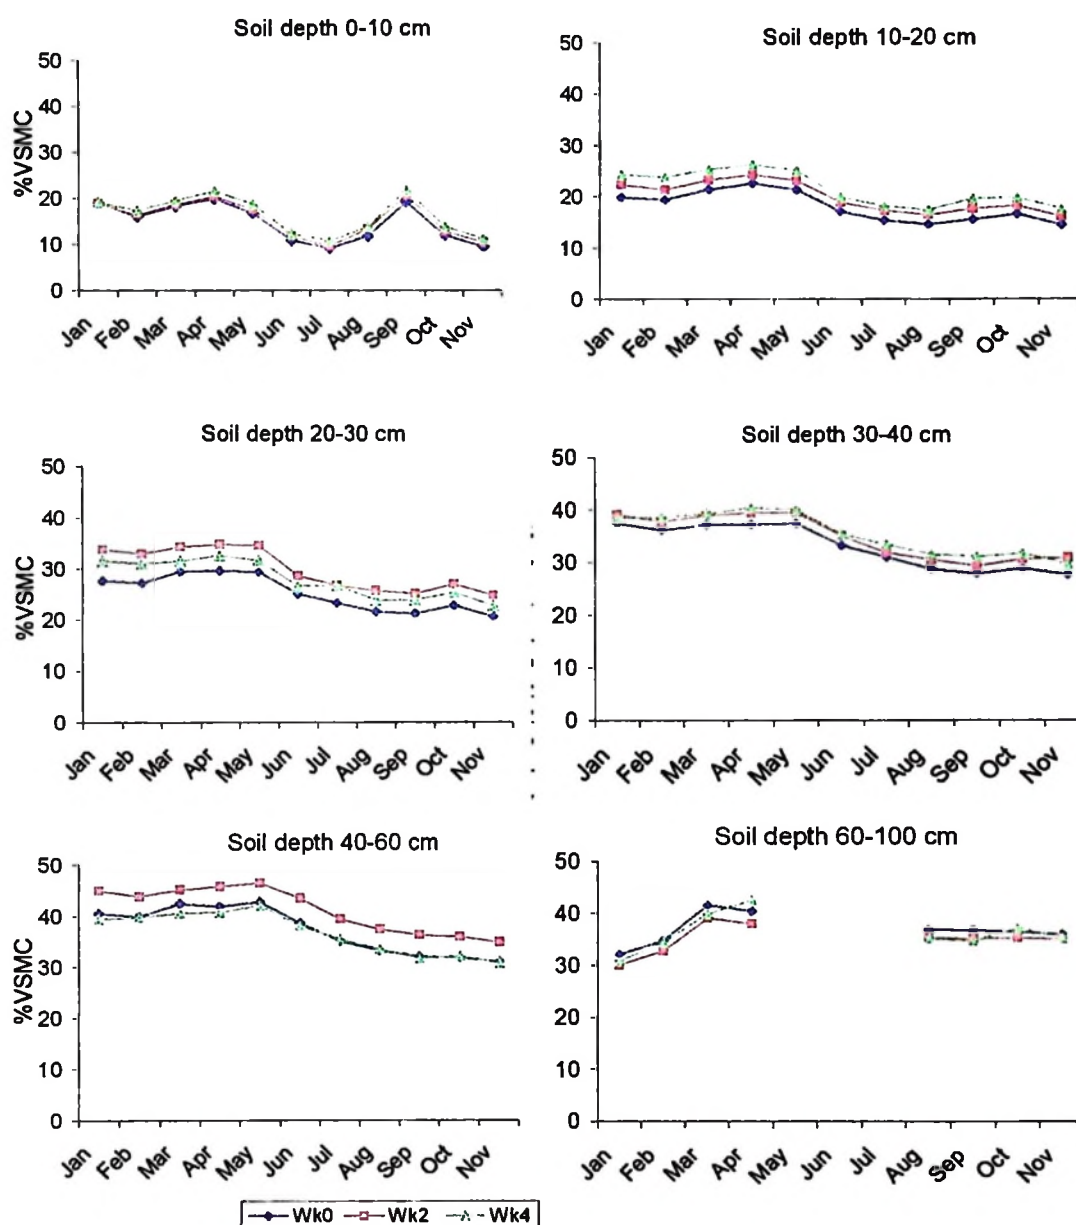 Soil depth 0-10 cm
%VSMC
50
40
30
20
10
0
Jan Feb Mar Apr May Jun Jul Aug Sep Oct Nov
Soil depth 10-20 cm
50
40
30
20
10
0
Jan Feb Mar Apr May Jun Jul Aug Sep Oct Nov
Soil depth 20-30 cm
%VSMC
50
40
30
20
10
0
Jan Feb Mar Apr May Jun Jul Aug Sep Oct Nov
Soil depth 30-40 cm
50
40
30
20
10
0
Jan Feb Mar Apr May Jun Jul Aug Sep Oct Nov
Soil depth 40-60 cm
%VSMC
50
40
30
20
10
0
Jan Feb Mar Apr May Jun Jul Aug Sep Oct Nov
Soil depth 60-100 cm
50
40
30
20
10
0
Jan Feb Mar Apr May Jun Jul Aug Sep Oct Nov
Wk0 Wk2 Wk4